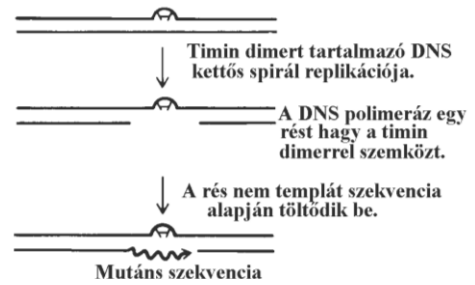 Timin dimert tartalmazó DNS
kettős spirál replikációja.
A DNS polimeráz egy
rést hagy a timin
dimerrel szemközt.
A rés nem templát szekvencia
alapján töltődik be.
Mutáns szekvencia